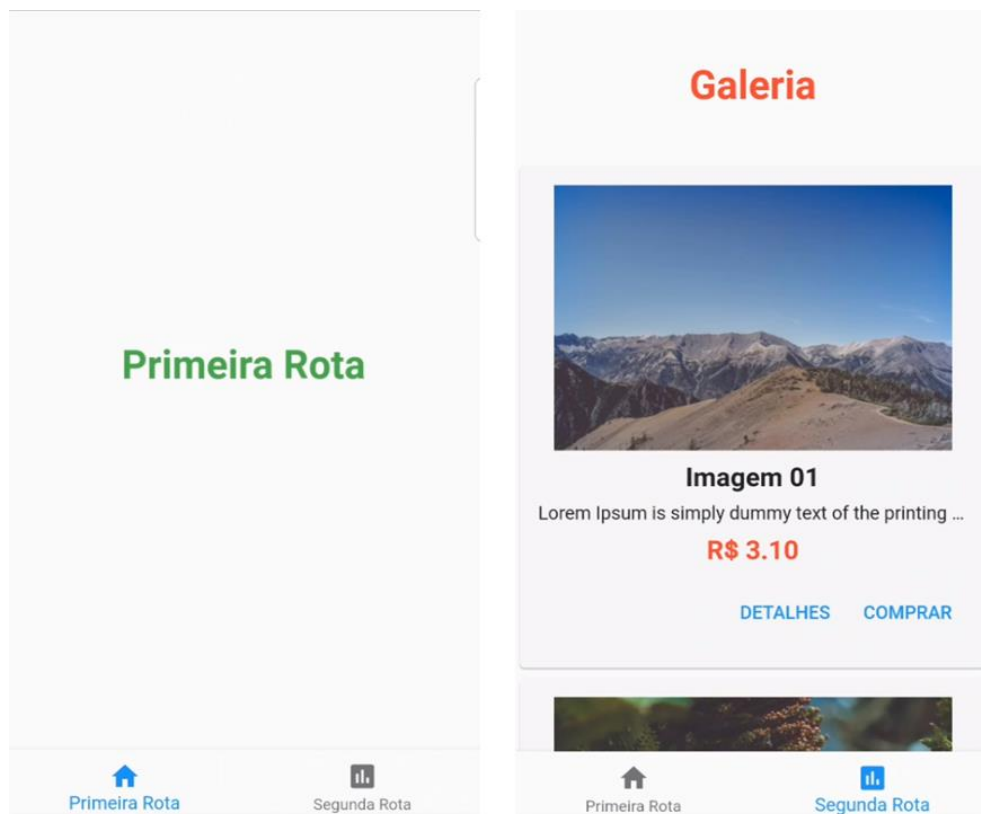 Primeira Rota
Primeira Rota
Segunda Rota
Galeria
Imagem 01
Lorem Ipsum is simply dummy text of the printing ...
R$ 3.10
DETALHES COMPRAR
Primeira Rota
Segunda Rota